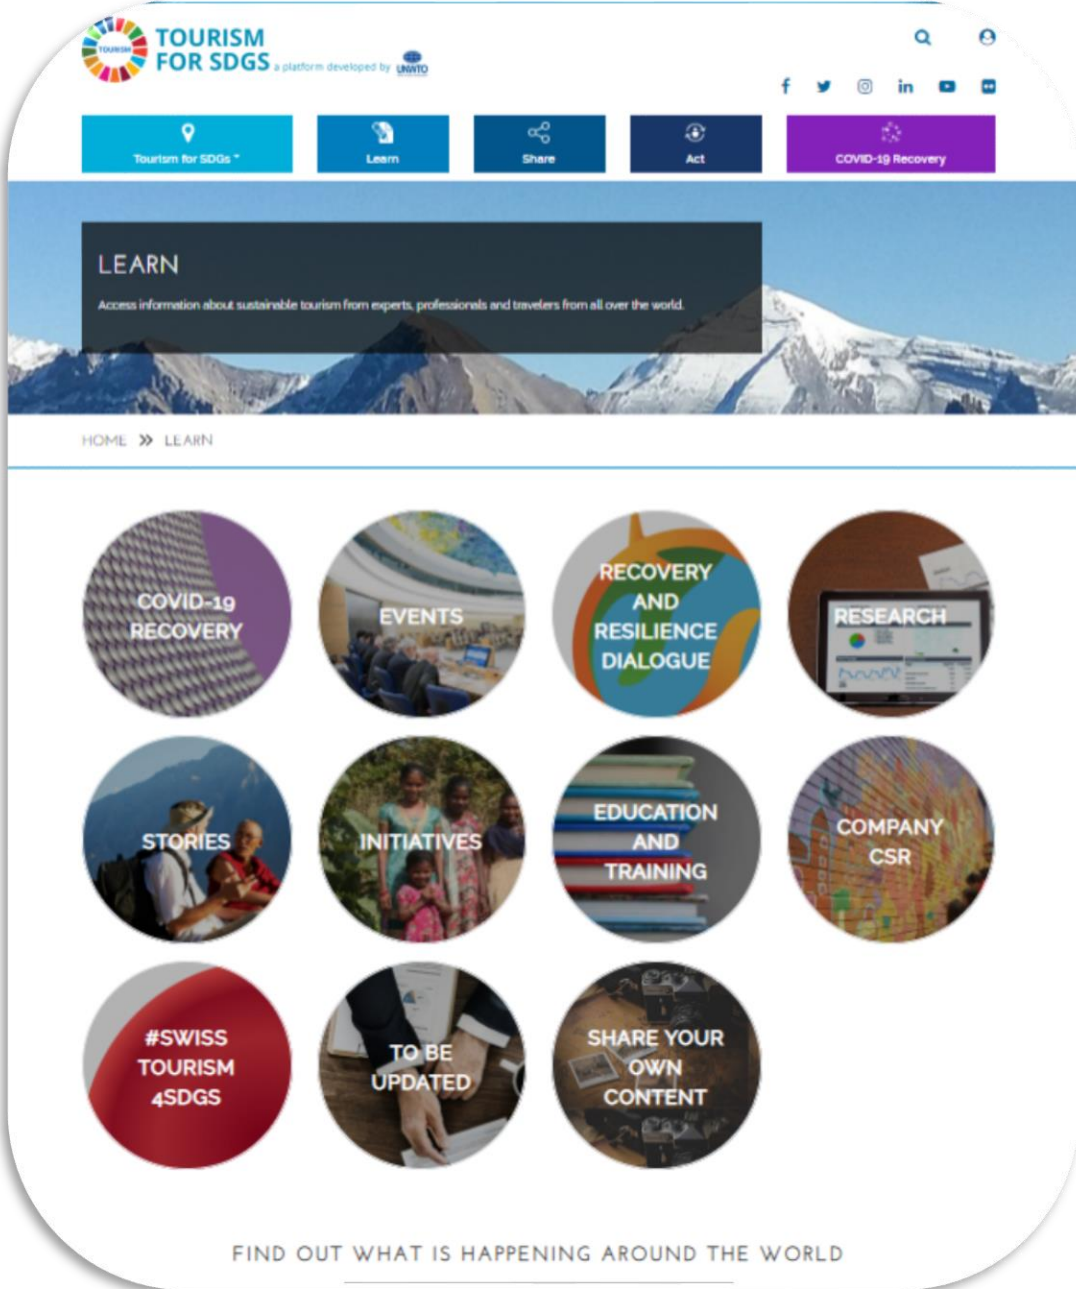 TOURISM
TOURISM
FOR SDGS a platform developed by UNWTO
f in
Tourism for SDGs Learn Share Act COVID-19 Recovery
LEARN
Access information about sustainable tourism from experts, professionals and travelers from all over the world.
HOME » LEARN
COVID-19
RECOVERY
EVENTS
RECOVERY
AND
RESILIENCE
DIALOGUE
RESEARCH
STORIES
INITIATIVES
EDUCATION
AND
TRAINING
COMPANY
CSR
#SWISS
TOURISM
4SDGS
TO BE
UPDATED
SHARE YOUR
OWN
CONTENT
FIND OUT WHAT IS HAPPENING AROUND THE WORLD